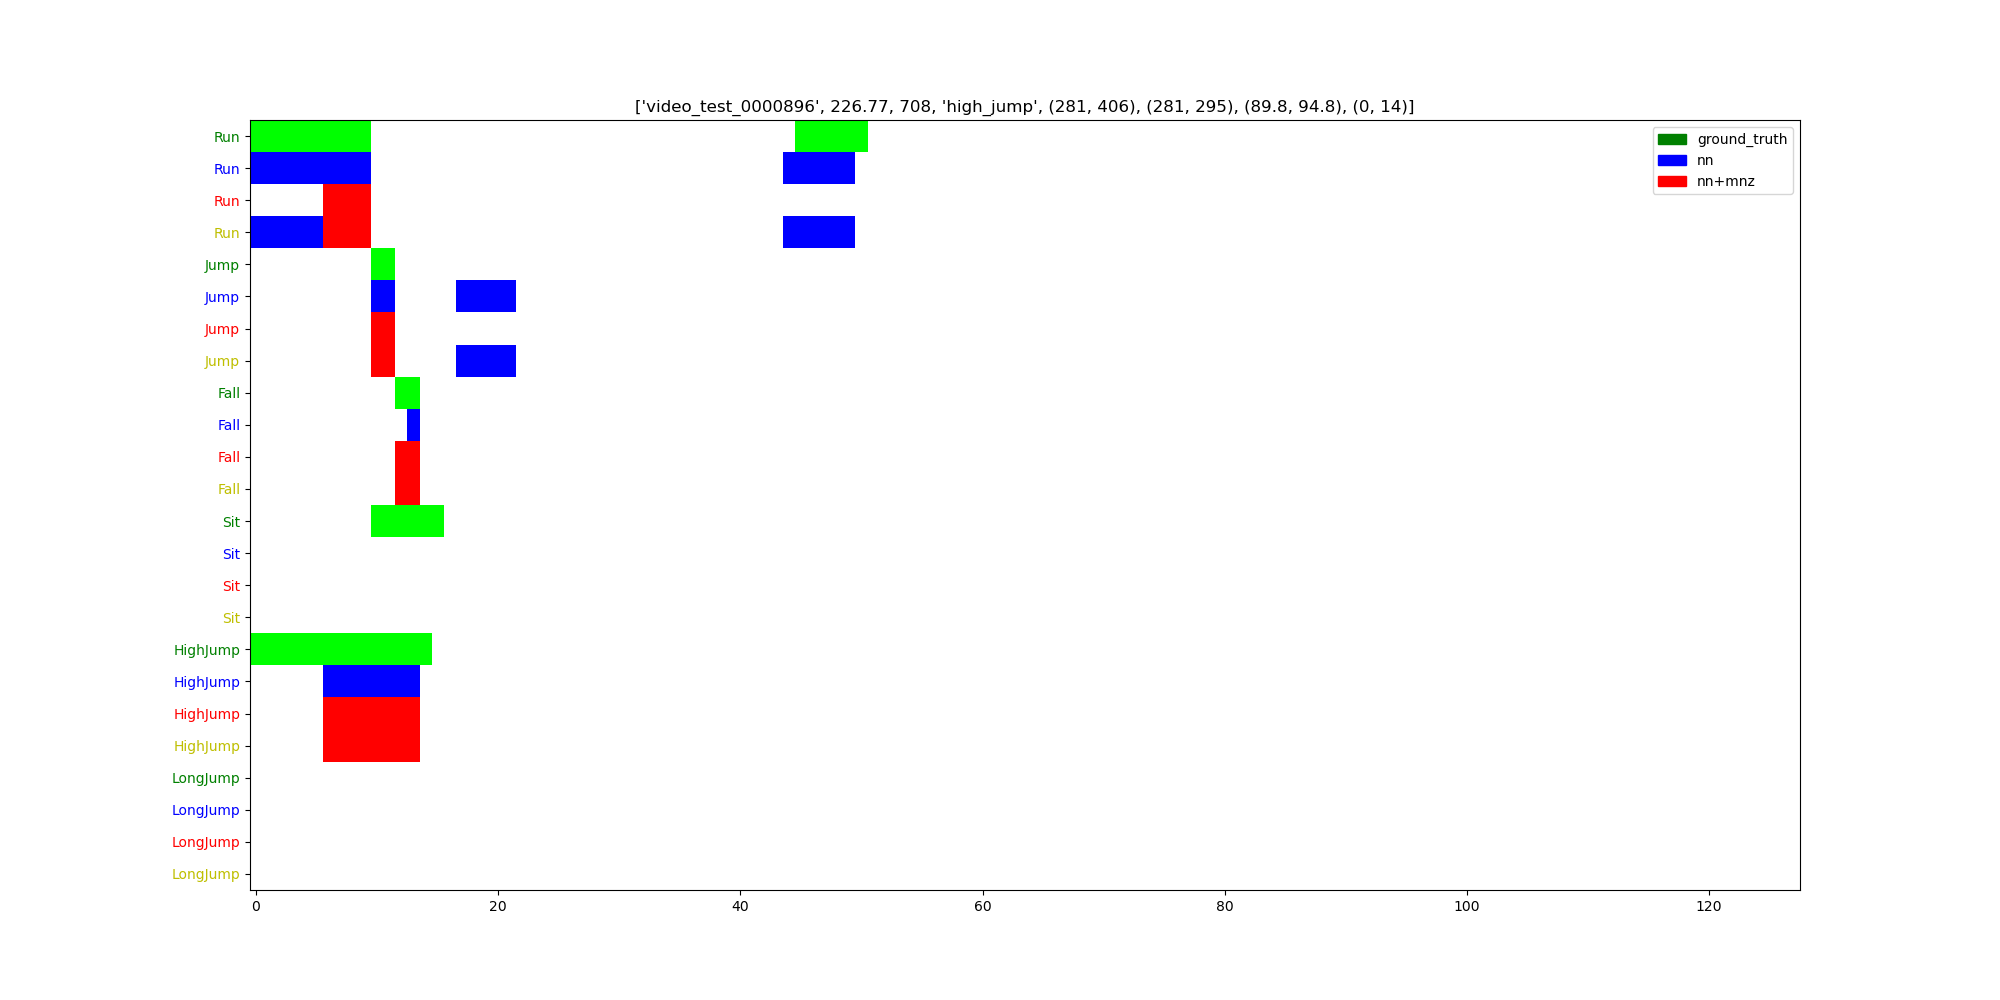 ['video_test_0000896', 226.77, 708, 'high_jump', (281, 406), (281, 295), (89.8, 94.8), (0, 14)]
ground_truth
nn
nn+mnz
Run
Run
Run
Run
Jump
Jump
Jump
Jump
Fall
Fall
Fall
Fall
Sit
Sit
Sit
Sit
HighJump
HighJump
HighJump
HighJump
LongJump
LongJump
LongJump
LongJump
0 20 40 60 80 100 120